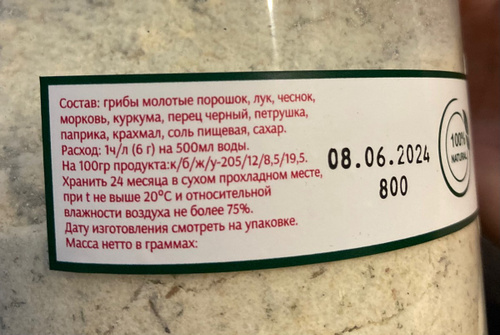 Состав: грибы молотые порошок, лук, чеснок,
морковь, куркума, перец черный, петрушка,
паприка, крахмал, соль пищевая, сахар.
Расход: 1ч/л (6 г) на 500мл воды.
На 100гр продукта:к/б/ж/у-205/12/8,5/19,5.
Хранить 24 месяца в сухом прохладном месте,
при t не выше 20°С и относительной
влажности воздуха не более 75%.
Дату изготовления смотреть на упаковке.
Масса нетто в граммах:
08.06.2024
800
100%
NATURAL